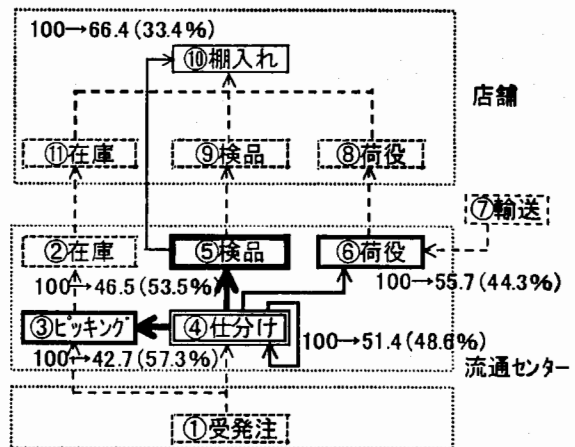 100→66.4(33.4%)
⑩棚入れ
店舗
⑪在庫
⑨検品
⑧荷役
⑦輸送
②在庫
⑤検品
⑥荷役
100→46.5(53.5%)
100→55.7(44.3%)
③ピッキング
④仕分け
100→51.4(48.6%)
100→42.7(57.3%)
流通センター
①受発注